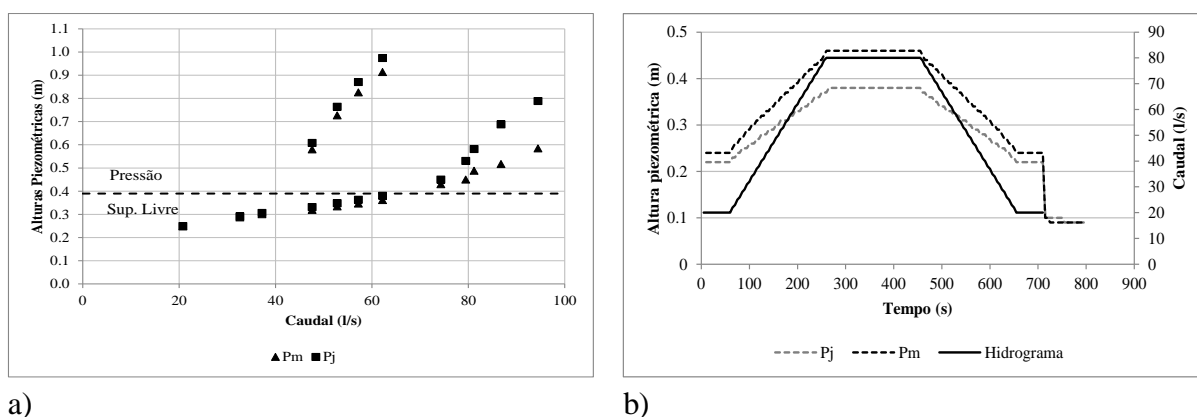 Alturas Piezométricas (m)
1.1
1.0
0.9
0.8
0.7
0.6
0.5
0.4
0.3
0.2
0.1
0.0
Pressão
Sup. Livre
0 20 40 60 80 100
Caudal (l/s)
Pm Pj
a)
Altura piezométrica (m)
0.5
0.4
0.3
0.2
0.1
0
90
80
70
60
50
40
30
20
10
0
Caudal (l/s)
0 100 200 300 400 500 600 700 800 900
Tempo (s)
Pj Pm Hidrograma
b)